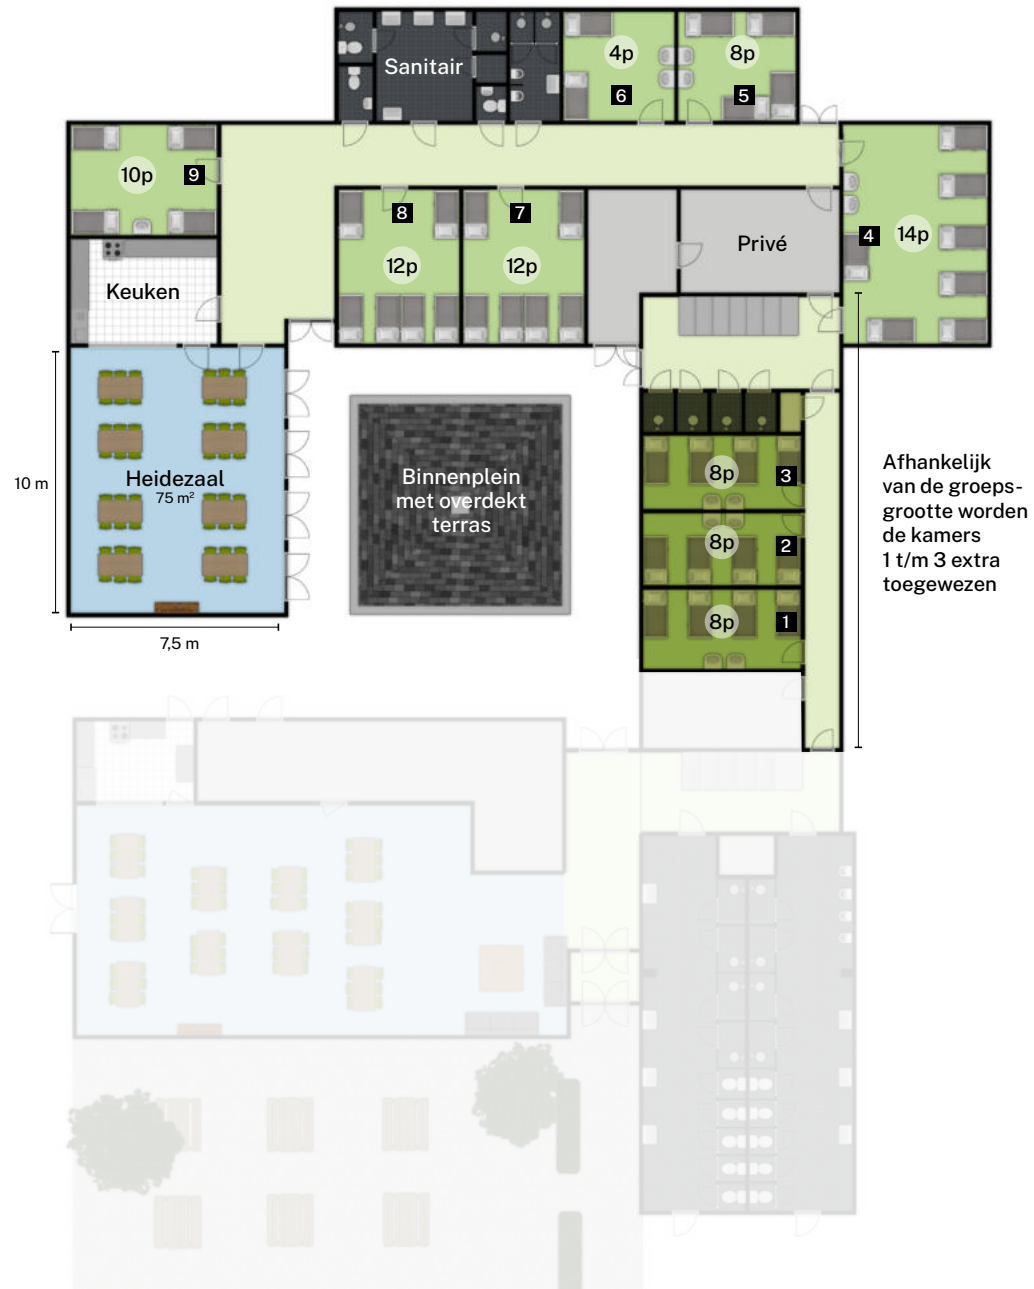 Sanitair
4p
6
8p
5
10p
9
8
12p
7
12p
Privé
4
14p
Keuken
10 m
Heidezaal
75 m²
7,5 m
Binnenplein
met overdekt
terras
8p
3
8p
2
8p
1
Afhankelijk
van de groeps-
grootte worden
de kamers
1 t/m 3 extra
toegewezen